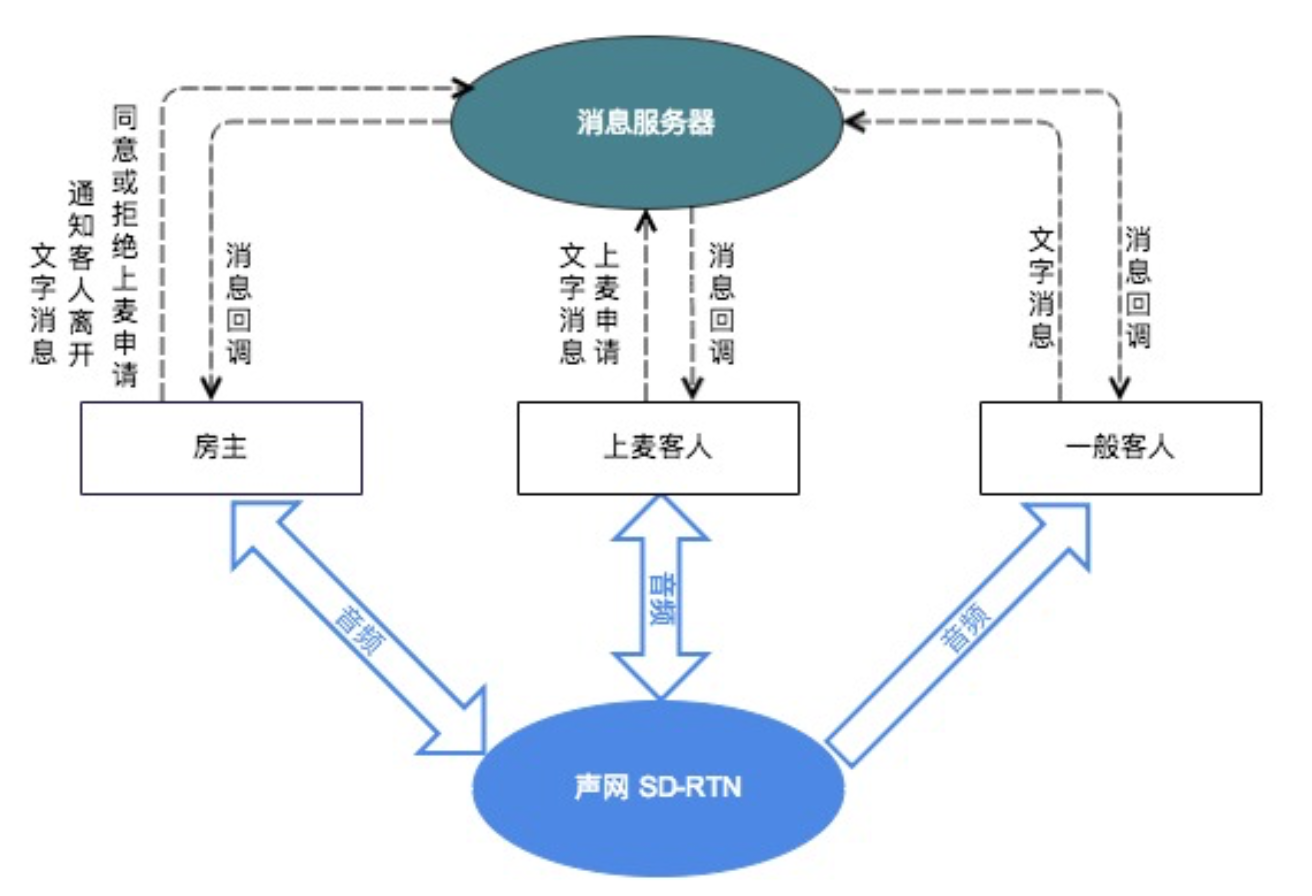 消息服务器
同意或拒绝上麦申请
通知客人离开
文字消息
消息回调
文字消息
上麦申请
消息回调
文字消息
消息回调
房主
上麦客人
一般客人
音频
音频
音频
声网 SD-RTN